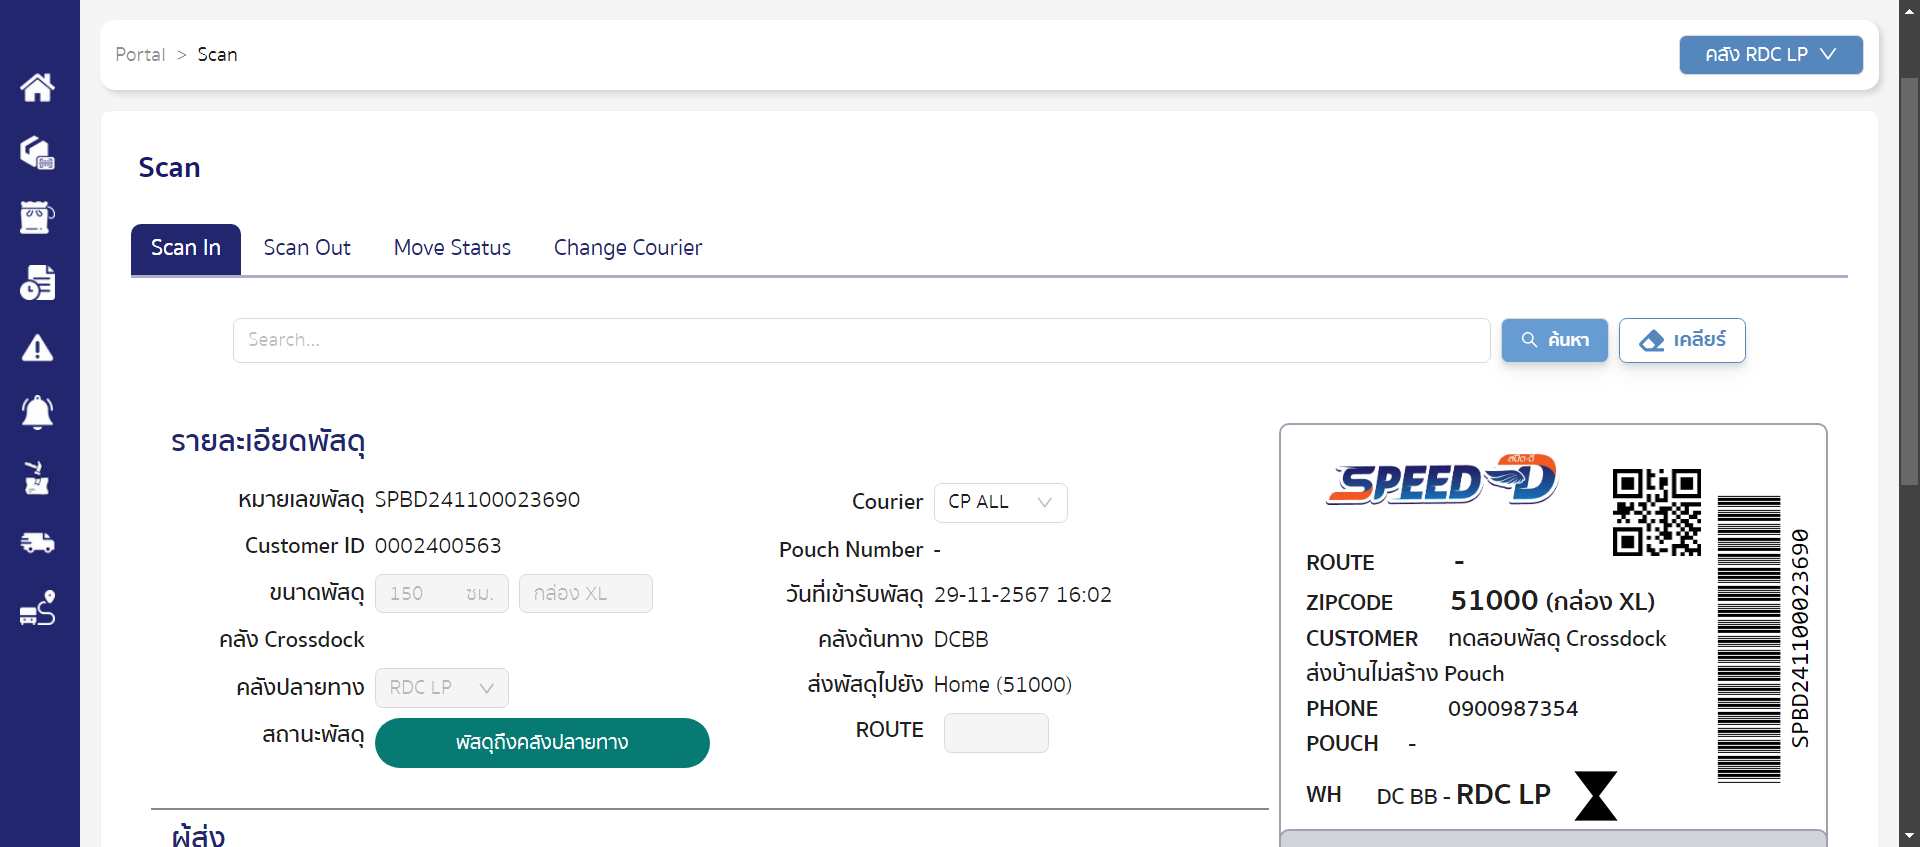 Portal > Scan
คลัง RDC LP
Scan
Scan In
Scan Out
Move Status
Change Courier
Search...
ค้นหา
เคลียร์
รายละเอียดพัสดุ
หมายเลขพัสดุ SPBD241100023690
Customer ID 0002400563
ขนาดพัสดุ 150 ซม. กล่อง XL
คลัง Crossdock
คลังปลายทาง RDC LP
สถานะพัสดุ พัสดุถึงคลังปลายทาง
Courier CP ALL
Pouch Number -
วันที่เข้ารับพัสดุ 29-11-2567 16:02
คลังต้นทาง DCBB
ส่งพัสดุไปยัง Home (51000)
ROUTE
ผู้ส่ง
สปีด-ดี
SPEED-D
ROUTE -
ZIPCODE 51000 (กล่อง XL)
CUSTOMER ทดสอบพัสดุ Crossdock
ส่งบ้านไม่สร้าง Pouch
PHONE 0900987354
POUCH -
WH DC BB - RDC LP
SPBD241100023690